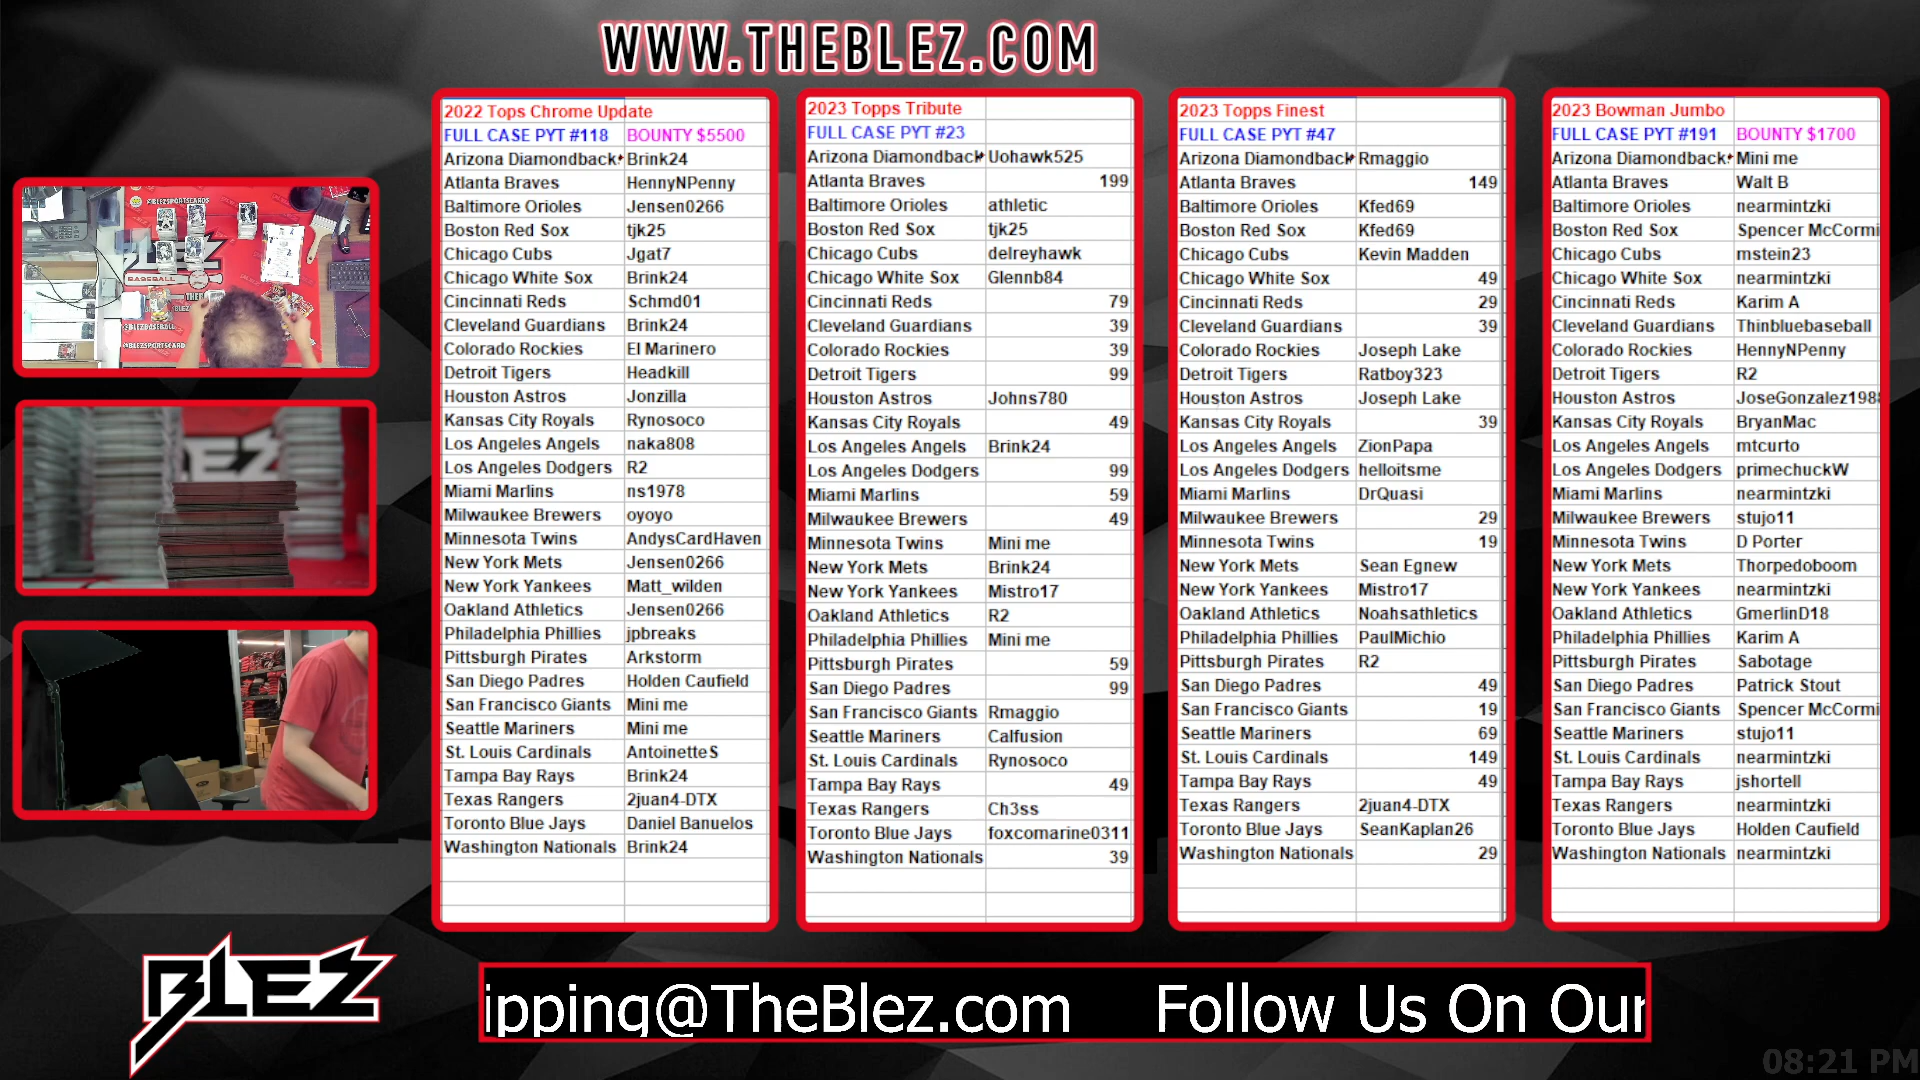 WWW.THEBLEZ.COM
2022 Tops Chrome Update
FULL CASE PYT #118 BOUNTY $5500
Arizona Diamondback Brink24
Atlanta Braves HennyNPenny
Baltimore Orioles Jensen0266
Boston Red Sox tjk25
Chicago Cubs Jgat7
Chicago White Sox Brink24
Cincinnati Reds Schmd01
Cleveland Guardians Brink24
Colorado Rockies El Marinero
Detroit Tigers Headkill
Houston Astros Jonzilla
Kansas City Royals Rynosoco
Los Angeles Angels naka808
Los Angeles Dodgers R2
Miami Marlins ns1978
Milwaukee Brewers oyoyo
Minnesota Twins AndysCardHaven
New York Mets Jensen0266
New York Yankees Matt_wilden
Oakland Athletics Jensen0266
Philadelphia Phillies jpbreaks
Pittsburgh Pirates Arkstorm
San Diego Padres Holden Caufield
San Francisco Giants Mini me
Seattle Mariners Mini me
St. Louis Cardinals AntoinetteS
Tampa Bay Rays Brink24
Texas Rangers 2juan4-DTX
Toronto Blue Jays Daniel Banuelos
Washington Nationals Brink24
2023 Topps Tribute
FULL CASE PYT #23
Arizona Diamondback Uohawk525
Atlanta Braves 199
Baltimore Orioles athletic
Boston Red Sox tjk25
Chicago Cubs delreyhawk
Chicago White Sox Glennb84
Cincinnati Reds 79
Cleveland Guardians 39
Colorado Rockies 39
Detroit Tigers 99
Houston Astros Johns780
Kansas City Royals 49
Los Angeles Angels Brink24
Los Angeles Dodgers 99
Miami Marlins 59
Milwaukee Brewers 49
Minnesota Twins Mini me
New York Mets Brink24
New York Yankees Mistro17
Oakland Athletics R2
Philadelphia Phillies Mini me
Pittsburgh Pirates 59
San Diego Padres 99
San Francisco Giants Rmaggio
Seattle Mariners Calfusion
St. Louis Cardinals Rynosoco
Tampa Bay Rays 49
Texas Rangers Ch3ss
Toronto Blue Jays foxcomarine0311
Washington Nationals 39
2023 Topps Finest
FULL CASE PYT #47
Arizona Diamondback Rmaggio
Atlanta Braves 149
Baltimore Orioles Kfed69
Boston Red Sox Kfed69
Chicago Cubs Kevin Madden
Chicago White Sox 49
Cincinnati Reds 29
Cleveland Guardians 39
Colorado Rockies Joseph Lake
Detroit Tigers Ratboy323
Houston Astros Joseph Lake
Kansas City Royals 39
Los Angeles Angels ZionPapa
Los Angeles Dodgers helloitsme
Miami Marlins DrQuasi
Milwaukee Brewers 29
Minnesota Twins 19
New York Mets Sean Egnew
New York Yankees Mistro17
Oakland Athletics Noahsathletics
Philadelphia Phillies PaulMichio
Pittsburgh Pirates R2
San Diego Padres 49
San Francisco Giants 19
Seattle Mariners 69
St. Louis Cardinals 149
Tampa Bay Rays 49
Texas Rangers 2juan4-DTX
Toronto Blue Jays SeanKaplan26
Washington Nationals 29
2023 Bowman Jumbo
FULL CASE PYT #191 BOUNTY $1700
Arizona Diamondback Mini me
Atlanta Braves Walt B
Baltimore Orioles nearmintzki
Boston Red Sox Spencer McCormi
Chicago Cubs mstein23
Chicago White Sox nearmintzki
Cincinnati Reds Karim A
Cleveland Guardians Thinbluebaseball
Colorado Rockies HennyNPenny
Detroit Tigers R2
Houston Astros JoseGonzalez198
Kansas City Royals BryanMac
Los Angeles Angels mtcurto
Los Angeles Dodgers primechuckW
Miami Marlins nearmintzki
Milwaukee Brewers stujo11
Minnesota Twins D Porter
New York Mets Thorpedoboom
New York Yankees nearmintzki
Oakland Athletics GmerlinD18
Philadelphia Phillies Karim A
Pittsburgh Pirates Sabotage
San Diego Padres Patrick Stout
San Francisco Giants Spencer McCormi
Seattle Mariners stujo11
St. Louis Cardinals nearmintzki
Tampa Bay Rays jshortell
Texas Rangers nearmintzki
Toronto Blue Jays Holden Caufield
Washington Nationals nearmintzki
@BLEZSPORTSCARDS
BASEBALL
@BLEZBASEBALL
@BLEZSPORTSCARD
BLEZ
ipping@TheBlez.com Follow Us On Our
08:21 PM